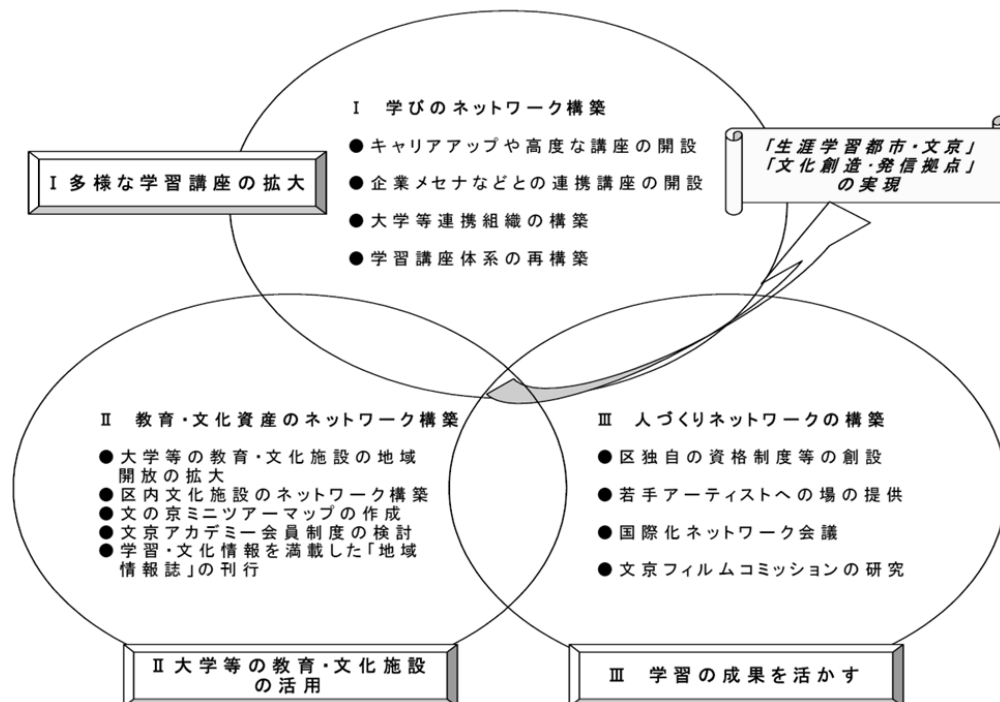 Ⅰ 学びのネットワーク構築
● キャリアアップや高度な講座の開設
● 企業メセナなどとの連携講座の開設
● 大学等連携組織の構築
● 学習講座体系の再構築
Ⅰ 多様な学習講座の拡大
「生涯学習都市・文京」
「文化創造・発信拠点」
の実現
Ⅱ 教育・文化資産のネットワーク構築
● 大学等の教育・文化施設の地域
開放の拡大
● 区内文化施設のネットワーク構築
● 文の京ミニツアーマップの作成
● 文京アカデミー会員制度の検討
● 学習・文化情報を満載した「地域
情報誌」の刊行
Ⅲ 人づくりネットワークの構築
● 区独自の資格制度等の創設
● 若手アーティストへの場の提供
● 国際化ネットワーク会議
● 文京フィルムコミッションの研究
Ⅱ 大学等の教育・文化施設
の活用
Ⅲ 学習の成果を活かす